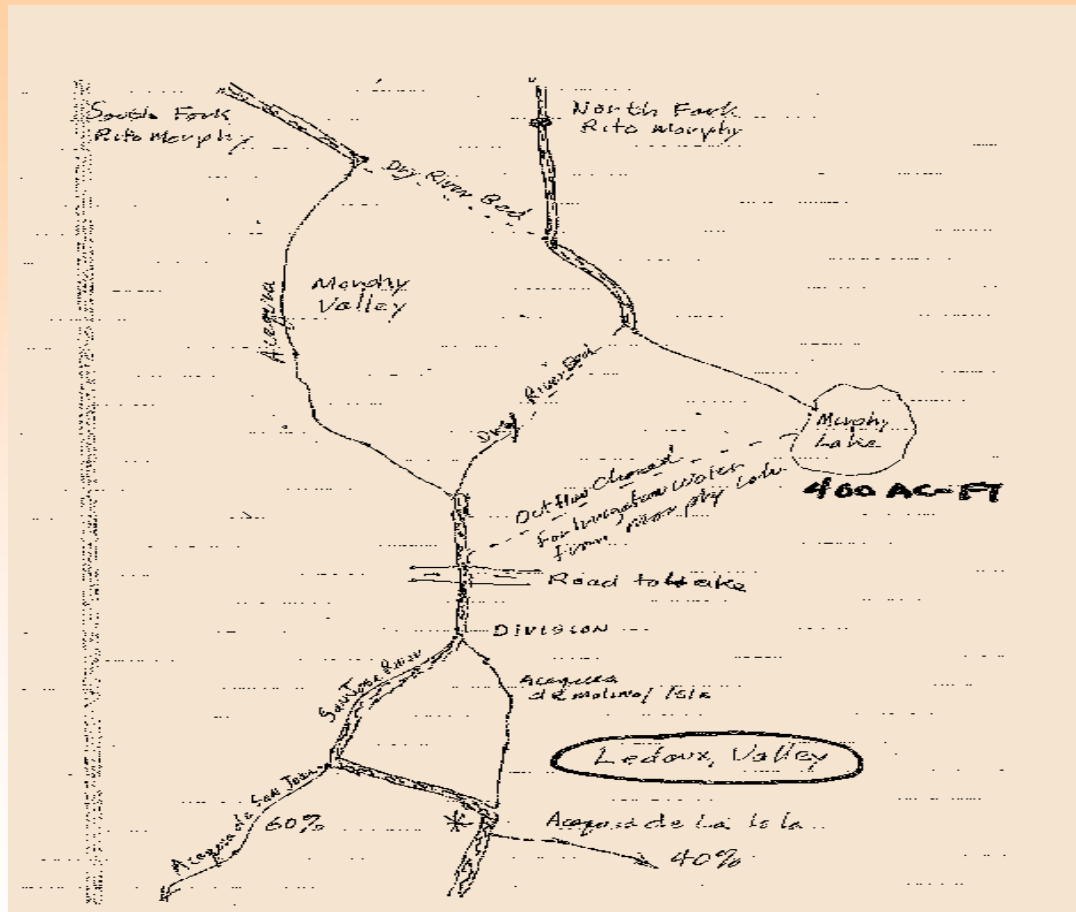 South Fork
Rito Morphy
North Fork
Rito Morphy
Dry River Bed
Morphy
Valley
Acequia
Dry River Bed
Morphy
Lake
400 AC-FT
Outflow Channel
For Irrigation Water
from Morphy Lake
Road to Lake
DIVISION
San Jose River
Acequia
de Molino/Isla
Ledoux, Valley
Acequia de San Jose
60%
*
Acequia de La Isla
40%